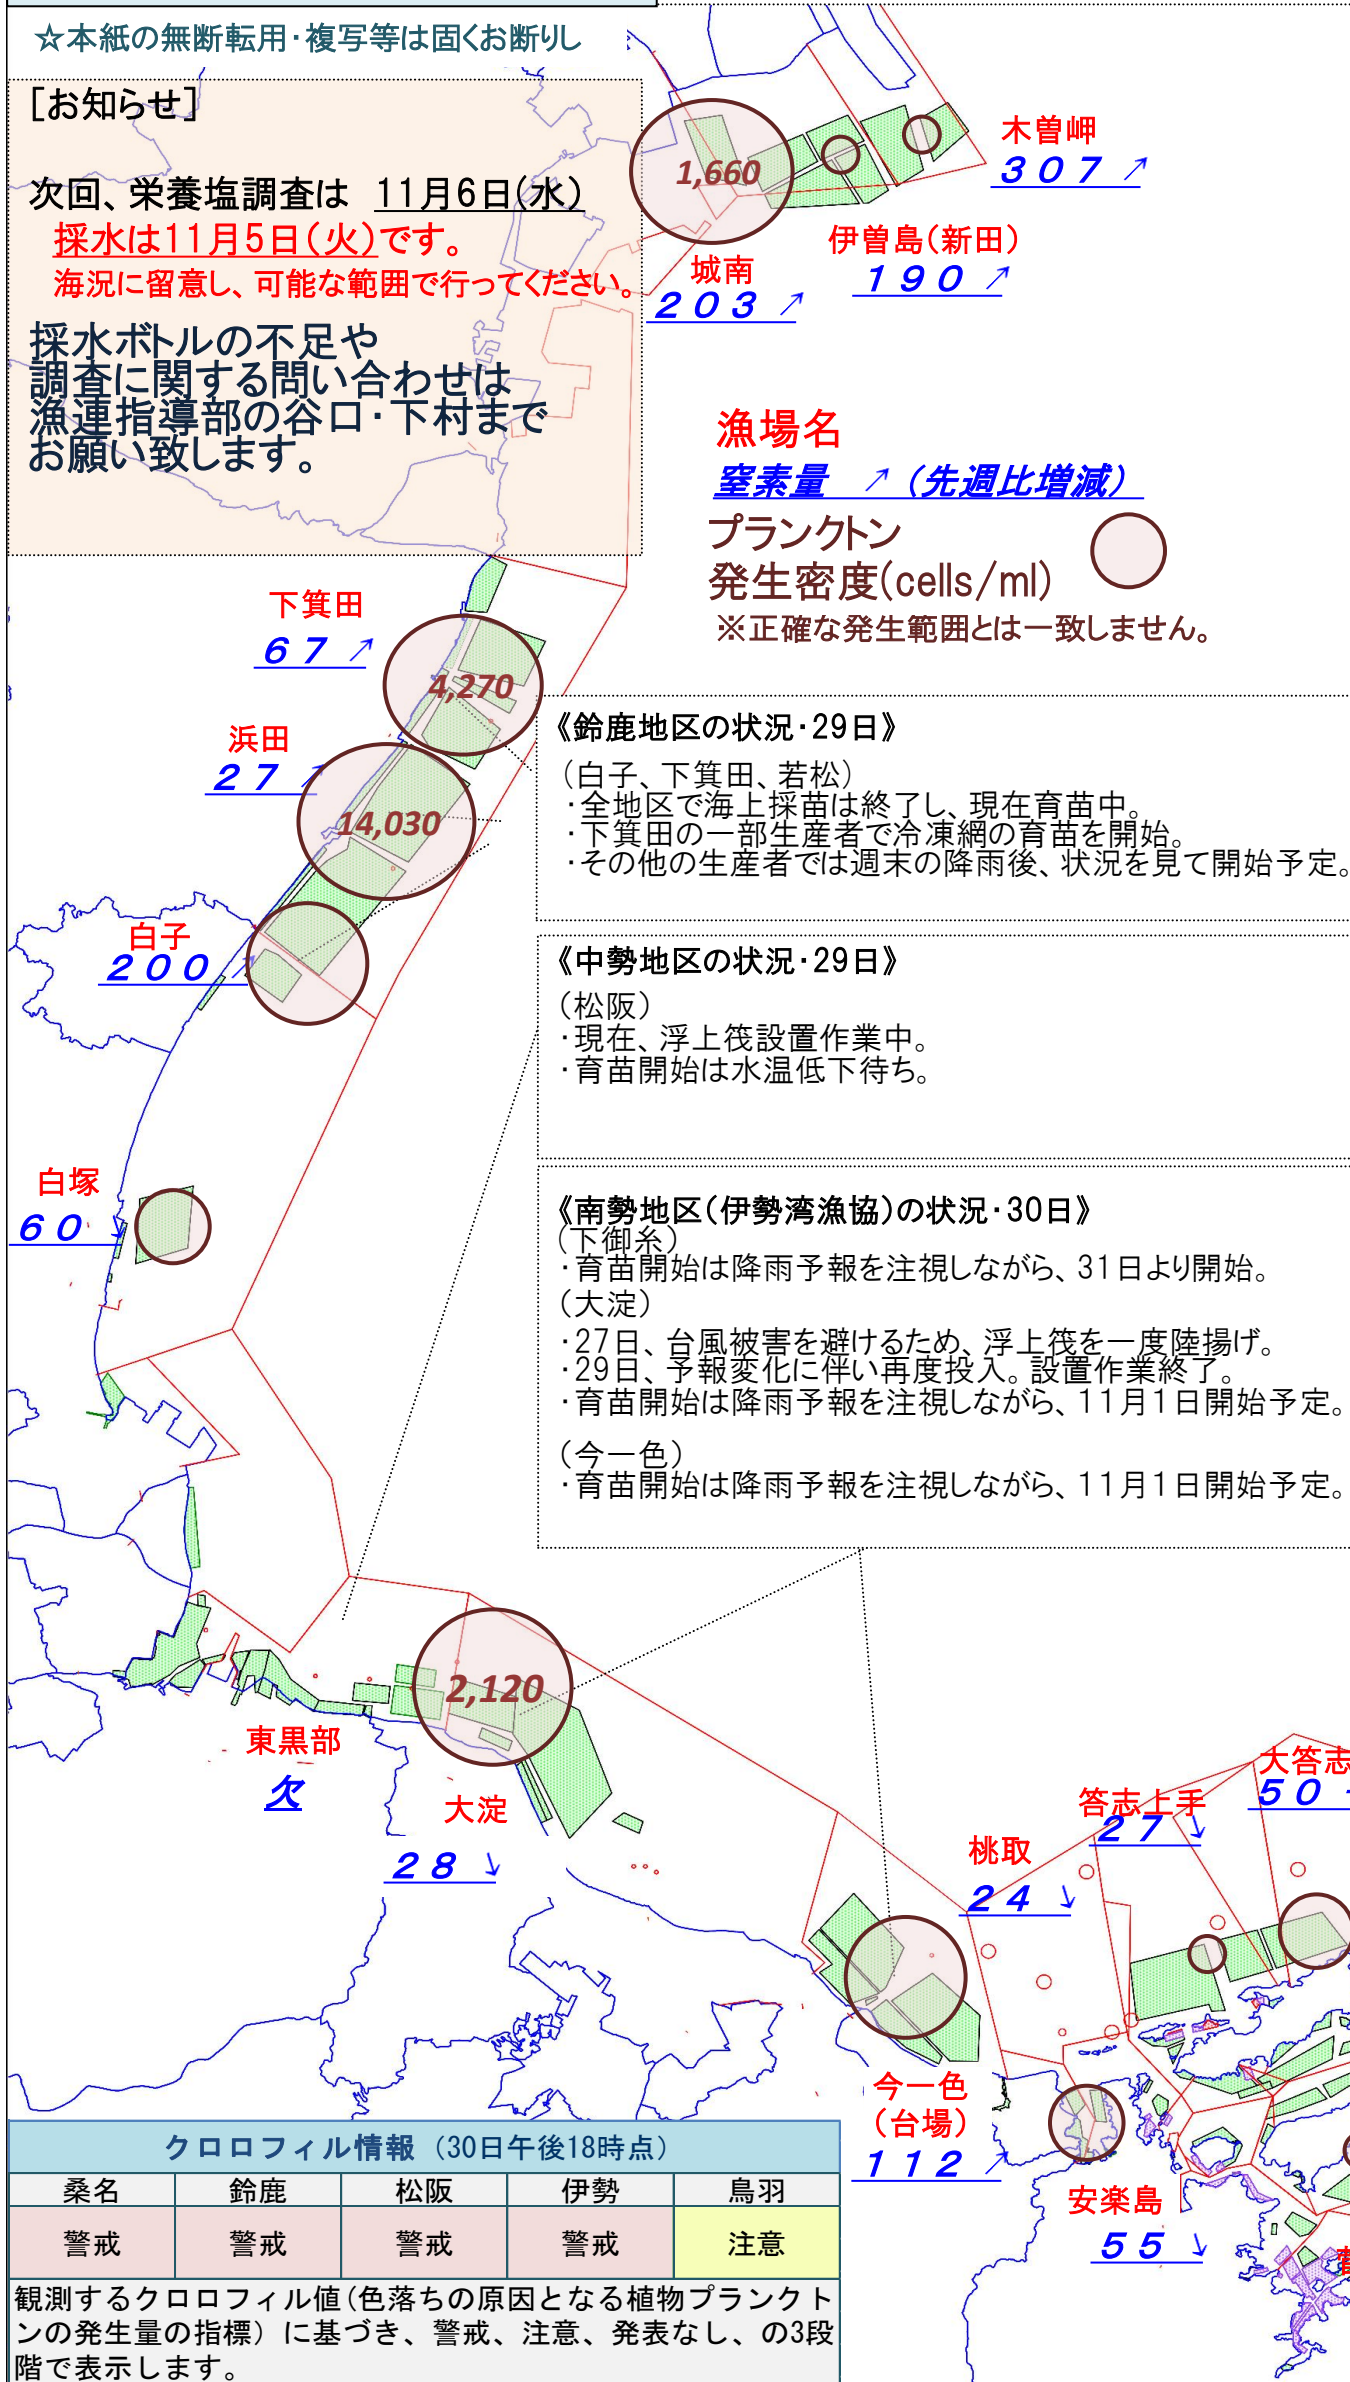 ☆本紙の無断転用・複写等は固くお断りし
[お知らせ]
次回、栄養塩調査は 11月6日(水)
採水は11月5日(火)です。
海況に留意し、可能な範囲で行ってください。
採水ボトルの不足や
調査に関する問い合わせは
漁連指導部の谷口・下村まで
お願い致します。
1,660
木曽岬
307 ↗
伊曽島(新田)
190 ↗
城南
203 ↗
漁場名
窒素量 ↗ (先週比増減)
プランクトン
発生密度(cells/ml)
※正確な発生範囲とは一致しません。
下箕田
67 ↗
4,270
浜田
27 ↗
14,030
白子
200 ↗
《鈴鹿地区の状況・29日》
(白子、下箕田、若松)
・全地区で海上採苗は終了し、現在育苗中。
・下箕田の一部生産者で冷凍網の育苗を開始。
・その他の生産者では週末の降雨後、状況を見て開始予定。
《中勢地区の状況・29日》
(松阪)
・現在、浮上筏設置作業中。
・育苗開始は水温低下待ち。
白塚
60 ↓
《南勢地区(伊勢湾漁協)の状況・30日》
(下御糸)
・育苗開始は降雨予報を注視しながら、31日より開始。
(大淀)
・27日、台風被害を避けるため、浮上筏を一度陸揚げ。
・29日、予報変化に伴い再度投入。設置作業終了。
・育苗開始は降雨予報を注視しながら、11月1日開始予定。
(今一色)
・育苗開始は降雨予報を注視しながら、11月1日開始予定。
2,120
東黒部
欠
大淀
28 ↓
大答志
50
答志上手
27 ↓
桃取
24 ↓
今一色
(台場)
112 ↗
安楽島
55 ↓
クロロフィル情報 (30日午後18時点)
桑名 鈴鹿 松阪 伊勢 鳥羽
警戒 警戒 警戒 警戒 注意
観測するクロロフィル値(色落ちの原因となる植物プランクト
ンの発生量の指標)に基づき、警戒、注意、発表なし、の3段
階で表示します。